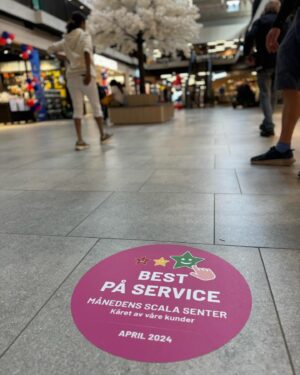 BEST
PÅ SERVICE
MÅNEDENS SCALA SENTER
Kåret av våre kunder
APRIL 2024